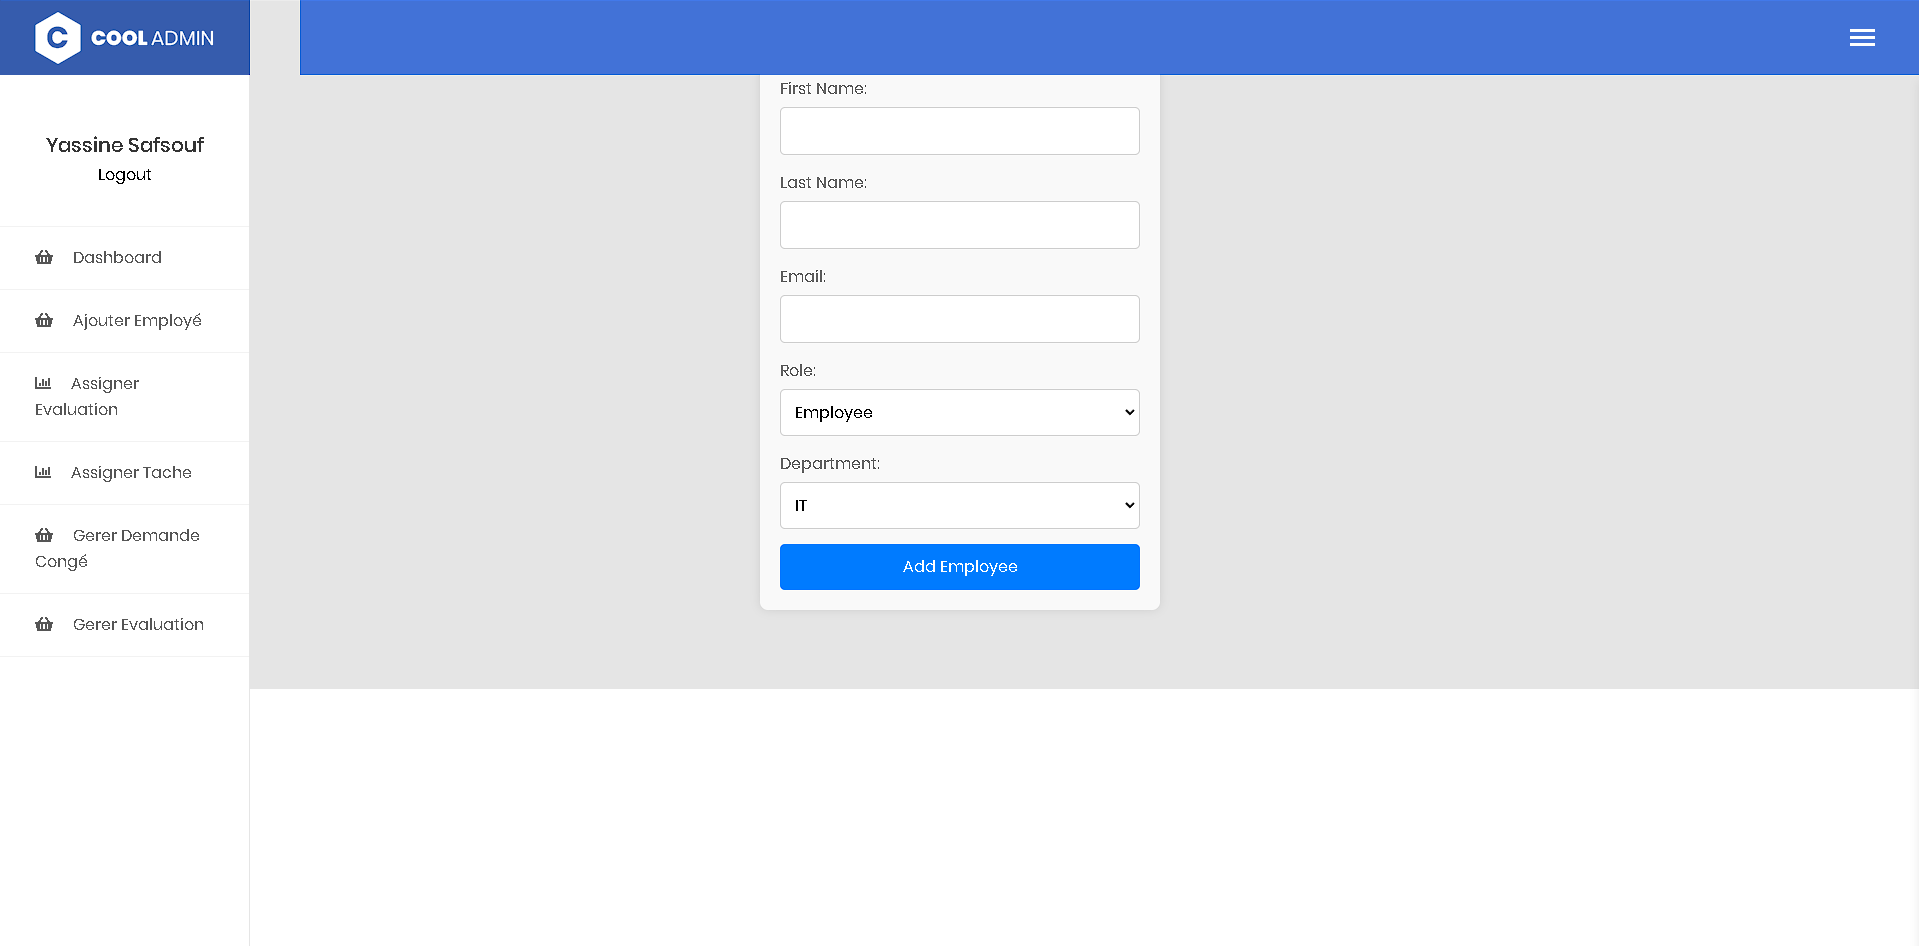 COOL ADMIN
Yassine Safsouf
Logout
Dashboard
Ajouter Employé
Assigner
Evaluation
Assigner Tache
Gerer Demande
Congé
Gerer Evaluation
First Name:
Last Name:
Email:
Role:
Employee
Department:
IT
Add Employee